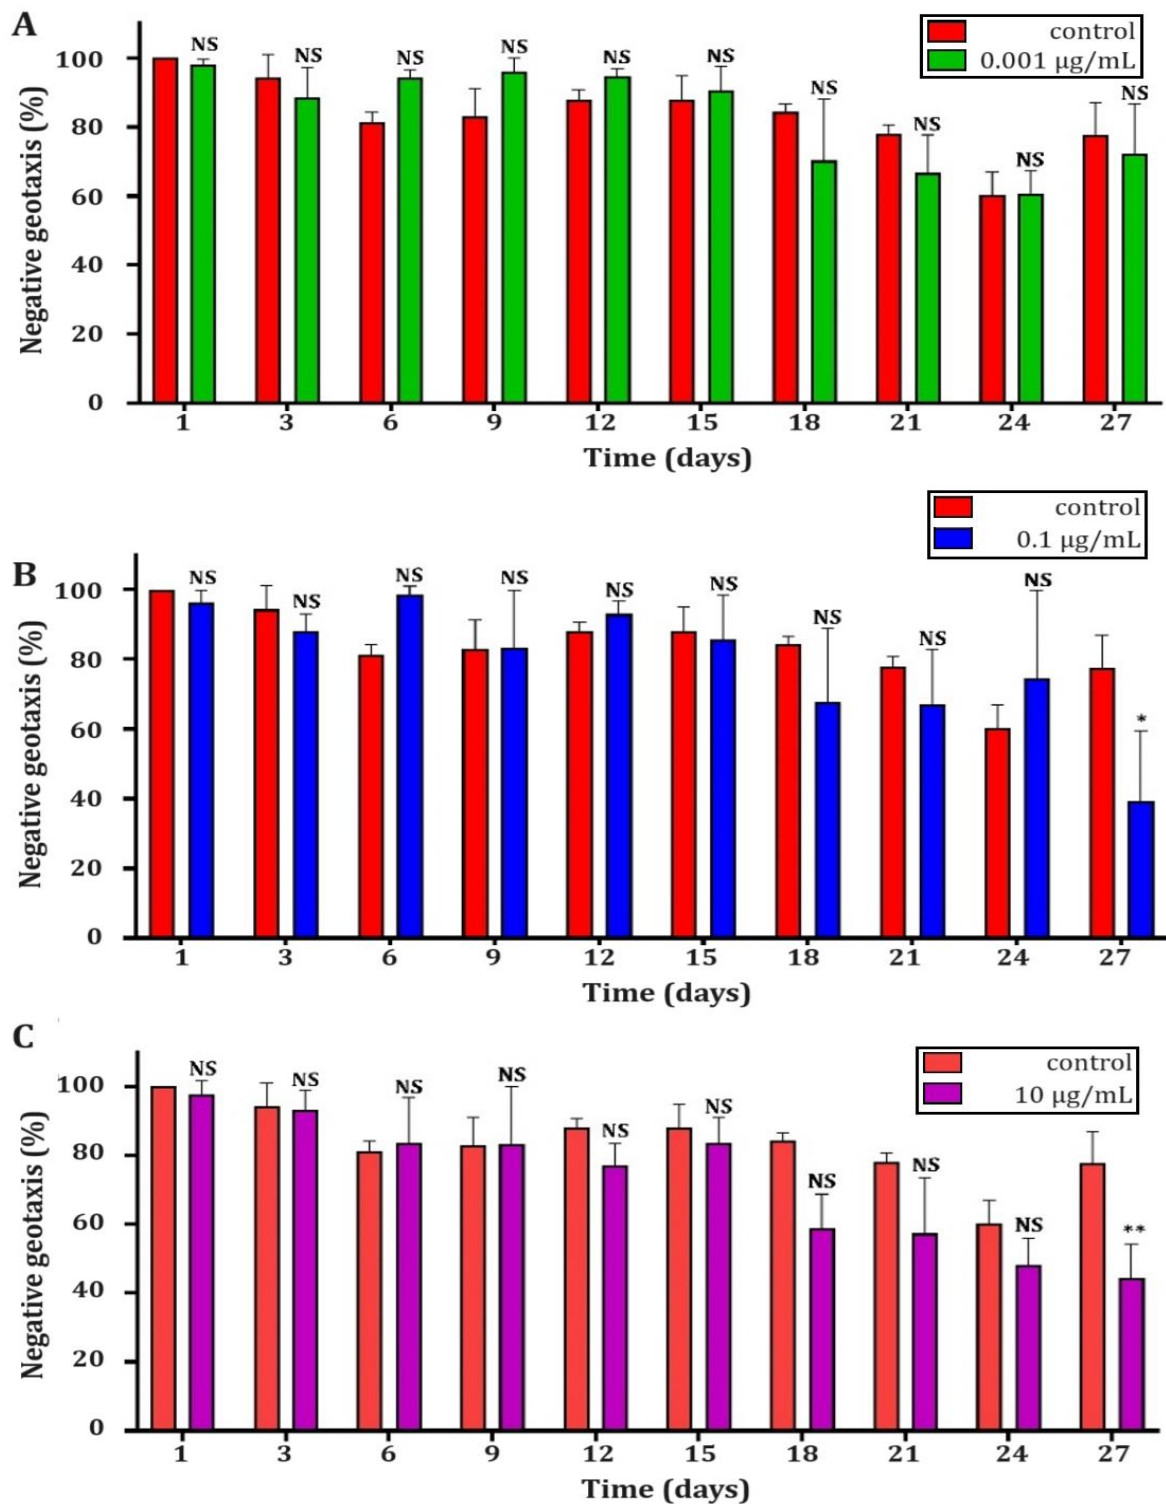 A
control
0.001 µg/mL
Negative geotaxis (%)
100
80
60
40
20
0
NS NS NS NS NS NS NS NS NS NS
1 3 6 9 12 15 18 21 24 27
Time (days)
control
0.1 µg/mL
B
Negative geotaxis (%)
100
80
60
40
20
0
NS NS NS NS NS NS NS NS NS *
1 3 6 9 12 15 18 21 24 27
Time (days)
C
control
10 µg/mL
Negative geotaxis (%)
100
80
60
40
20
0
NS NS NS NS NS NS NS NS NS **
1 3 6 9 12 15 18 21 24 27
Time (days)